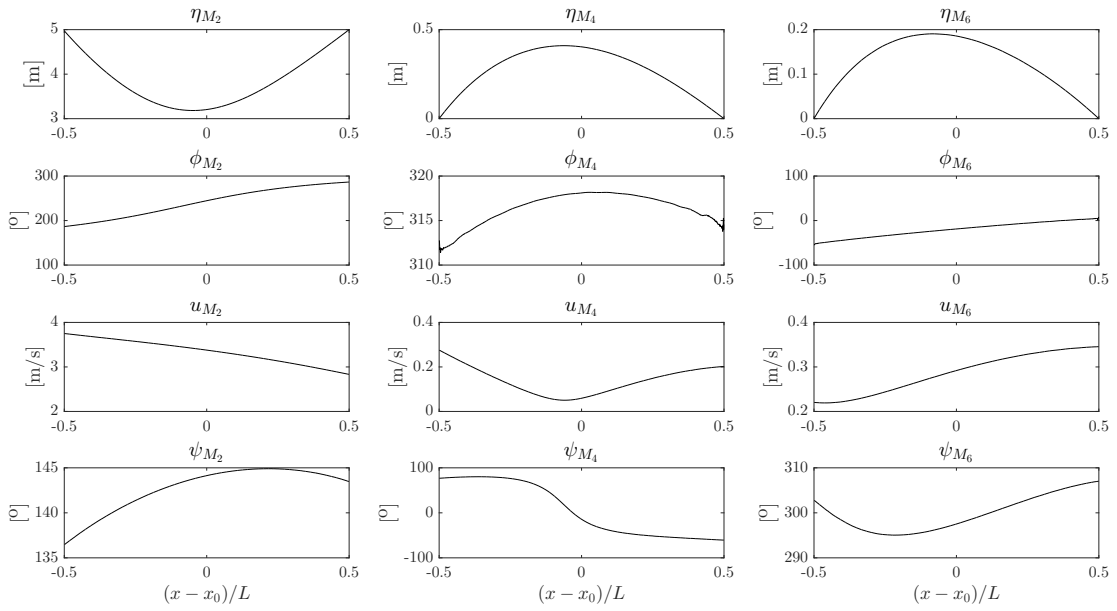 η_{M_2} η_{M_4} η_{M_6}
5 0.5 0.2
[m] 4 [m] [m] 0.1
3 0 0
-0.5 0 0.5 -0.5 0 0.5 -0.5 0 0.5
ϕ_{M_2} ϕ_{M_4} ϕ_{M_6}
300 320 100
[º] 200 [º] 315 [º] 0
100 310 -100
-0.5 0 0.5 -0.5 0 0.5 -0.5 0 0.5
u_{M_2} u_{M_4} u_{M_6}
4 0.4 0.4
[m/s] 3 [m/s] 0.2 [m/s] 0.3
2 0 0.2
-0.5 0 0.5 -0.5 0 0.5 -0.5 0 0.5
ψ_{M_2} ψ_{M_4} ψ_{M_6}
145 100 310
[º] 140 [º] 0 [º] 300
135 -100 290
-0.5 0 0.5 -0.5 0 0.5 -0.5 0 0.5
(x − x_0)/L (x − x_0)/L (x − x_0)/L